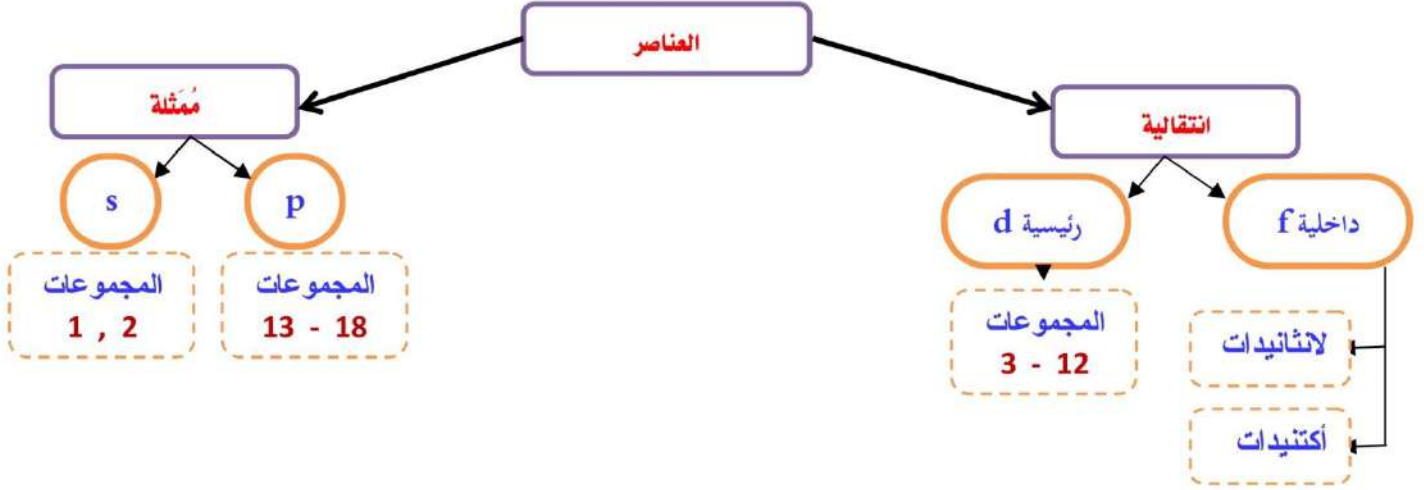 العناصر
مُمَثلة
انتقالية
s
p
رئيسية d
داخلية f
المجموعات
1 , 2
المجموعات
13 - 18
المجموعات
3 - 12
لانثانيدات
أكتنيدات